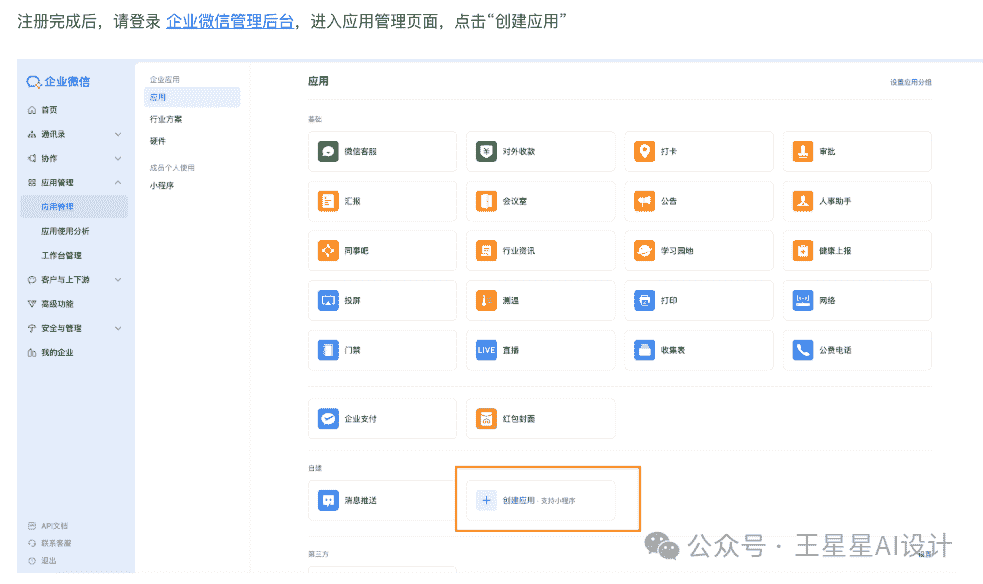 注册完成后，请登录 企业微信管理后台，进入应用管理页面，点击“创建应用”
企业微信
首页
通讯录
协作
应用管理
应用管理
应用使用分析
工作台管理
客户与上下游
高级功能
安全与管理
我的企业
API文档
联系客服
退出
企业应用
应用
行业方案
硬件
成员个人使用
小程序
应用 设置应用分组
基础
微信客服 对外收款 打卡 审批
汇报 会议室 公告 人事助手
同事吧 行业资讯 学习园地 健康上报
投屏 测温 打印 网络
门禁 LIVE 直播 收集表 公费电话
企业支付 红包封面
自建
消息推送 创建应用 · 支持小程序
第三方
公众号 · 王星星AI设计